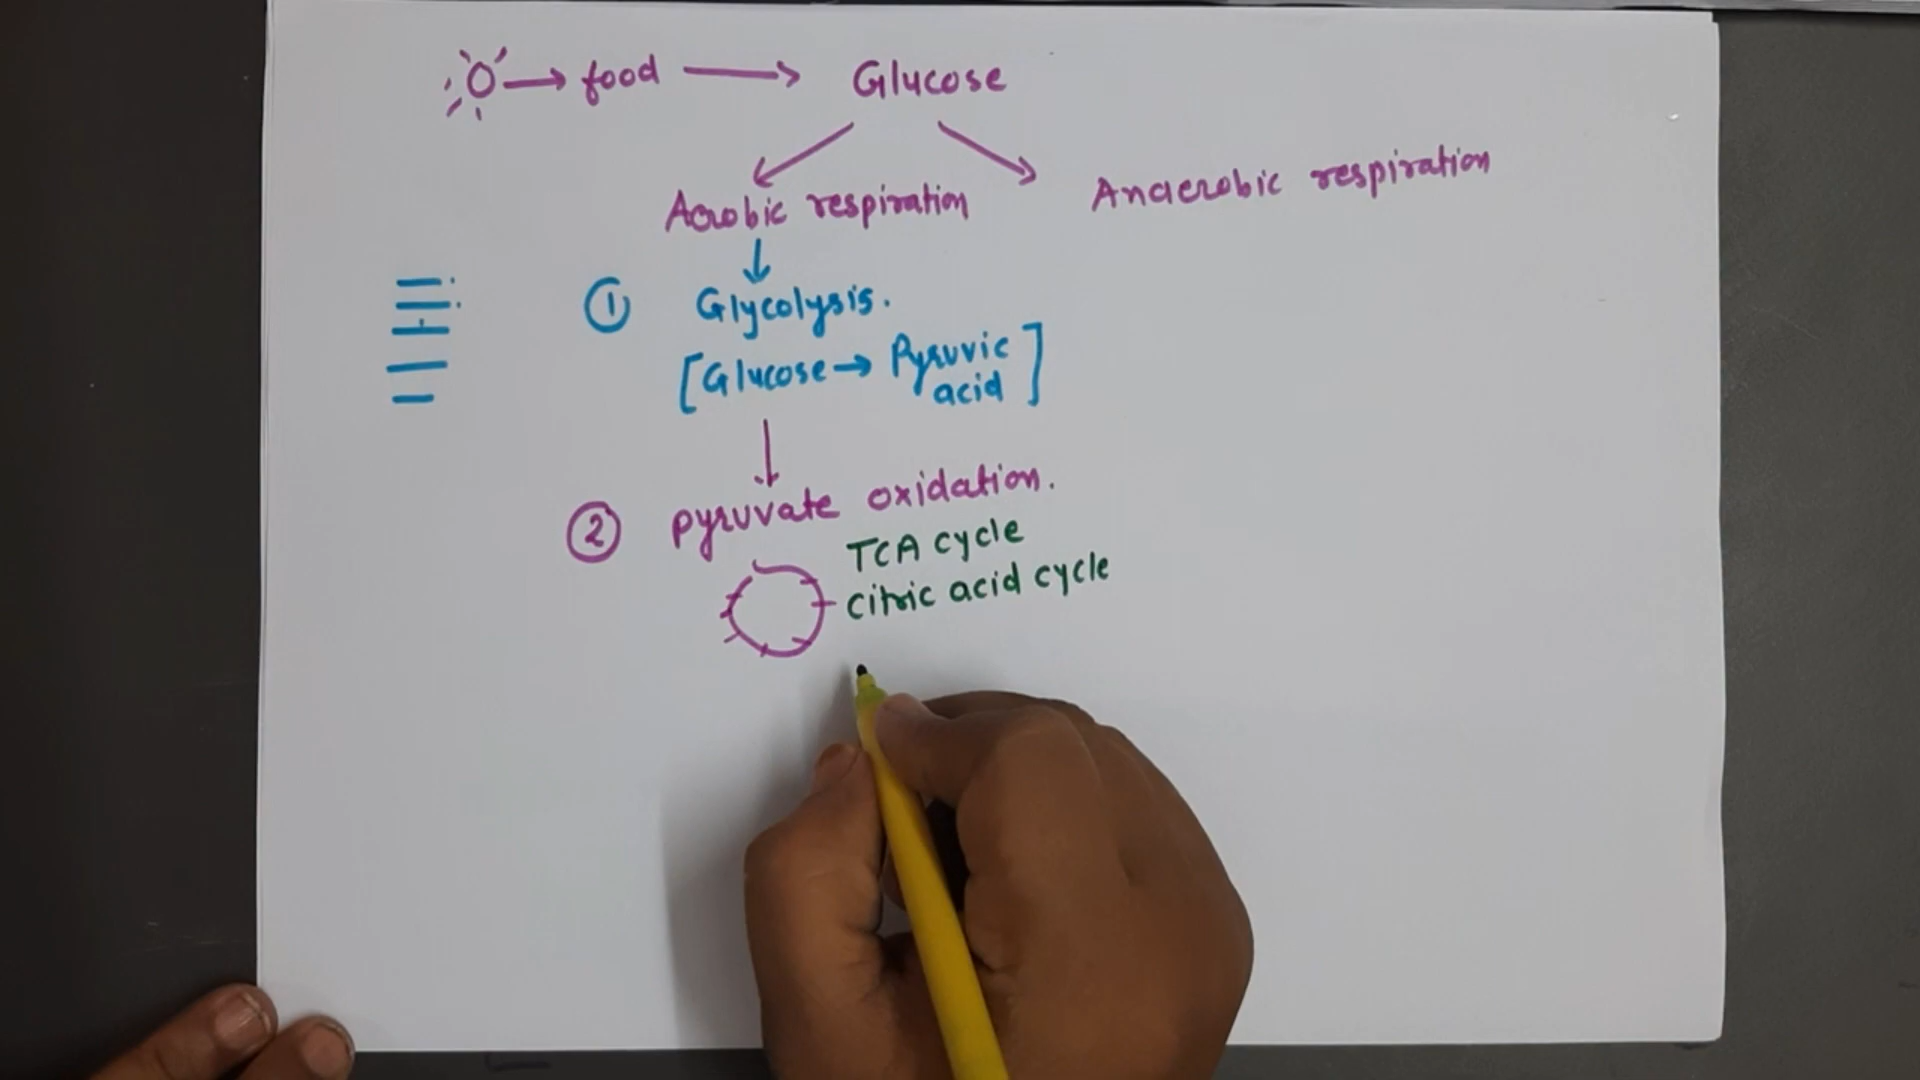 food → Glucose
Aerobic respiration
Anaerobic respiration
① Glycolysis.
[Glucose → Pyruvic
acid]
② pyruvate oxidation.
TCA cycle
Citric acid cycle